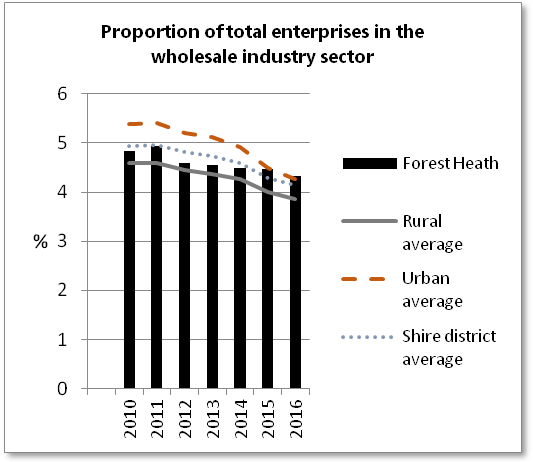 Proportion of total enterprises in the
wholesale industry sector
6
5
4
% 3
2
1
0
2010
2011
2012
2013
2014
2015
2016
Forest Heath
Rural
average
Urban
average
Shire district
average